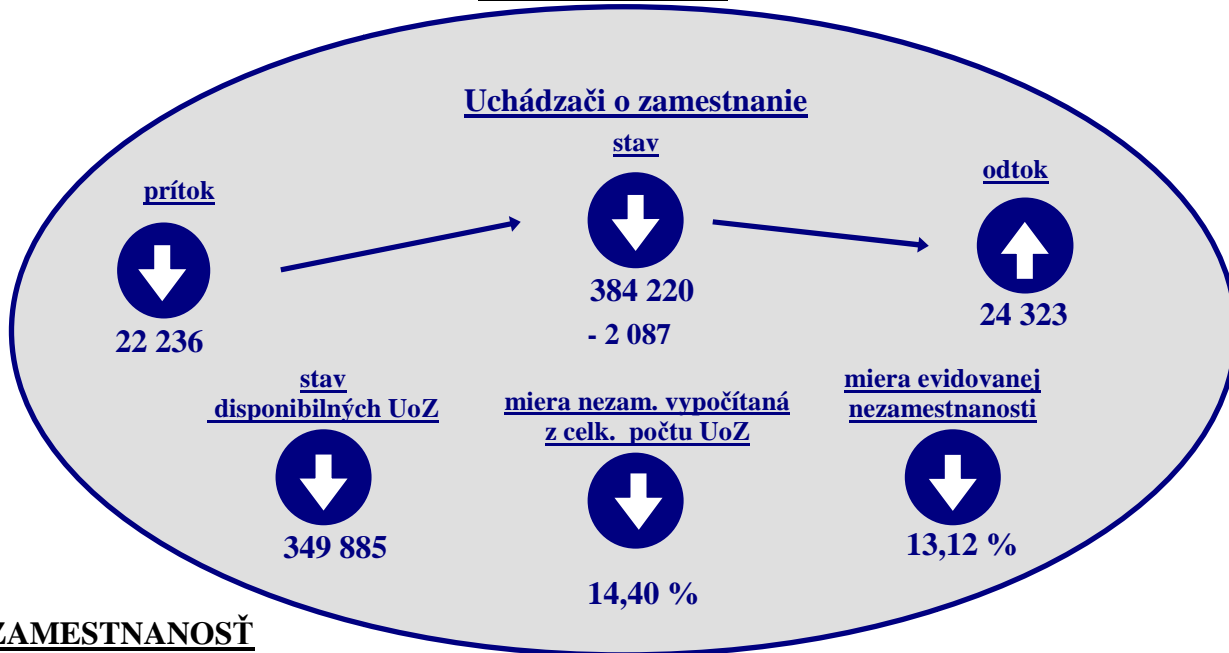 Uchádzači o zamestnanie
stav
prítok
odtok
384 220
- 2 087
22 236
24 323
stav
disponibilných UoZ
miera nezam. vypočítaná
z celk. počtu UoZ
miera evidovanej
nezamestnanosti
349 885
14,40 %
13,12 %
ZAMESTNANOSŤ